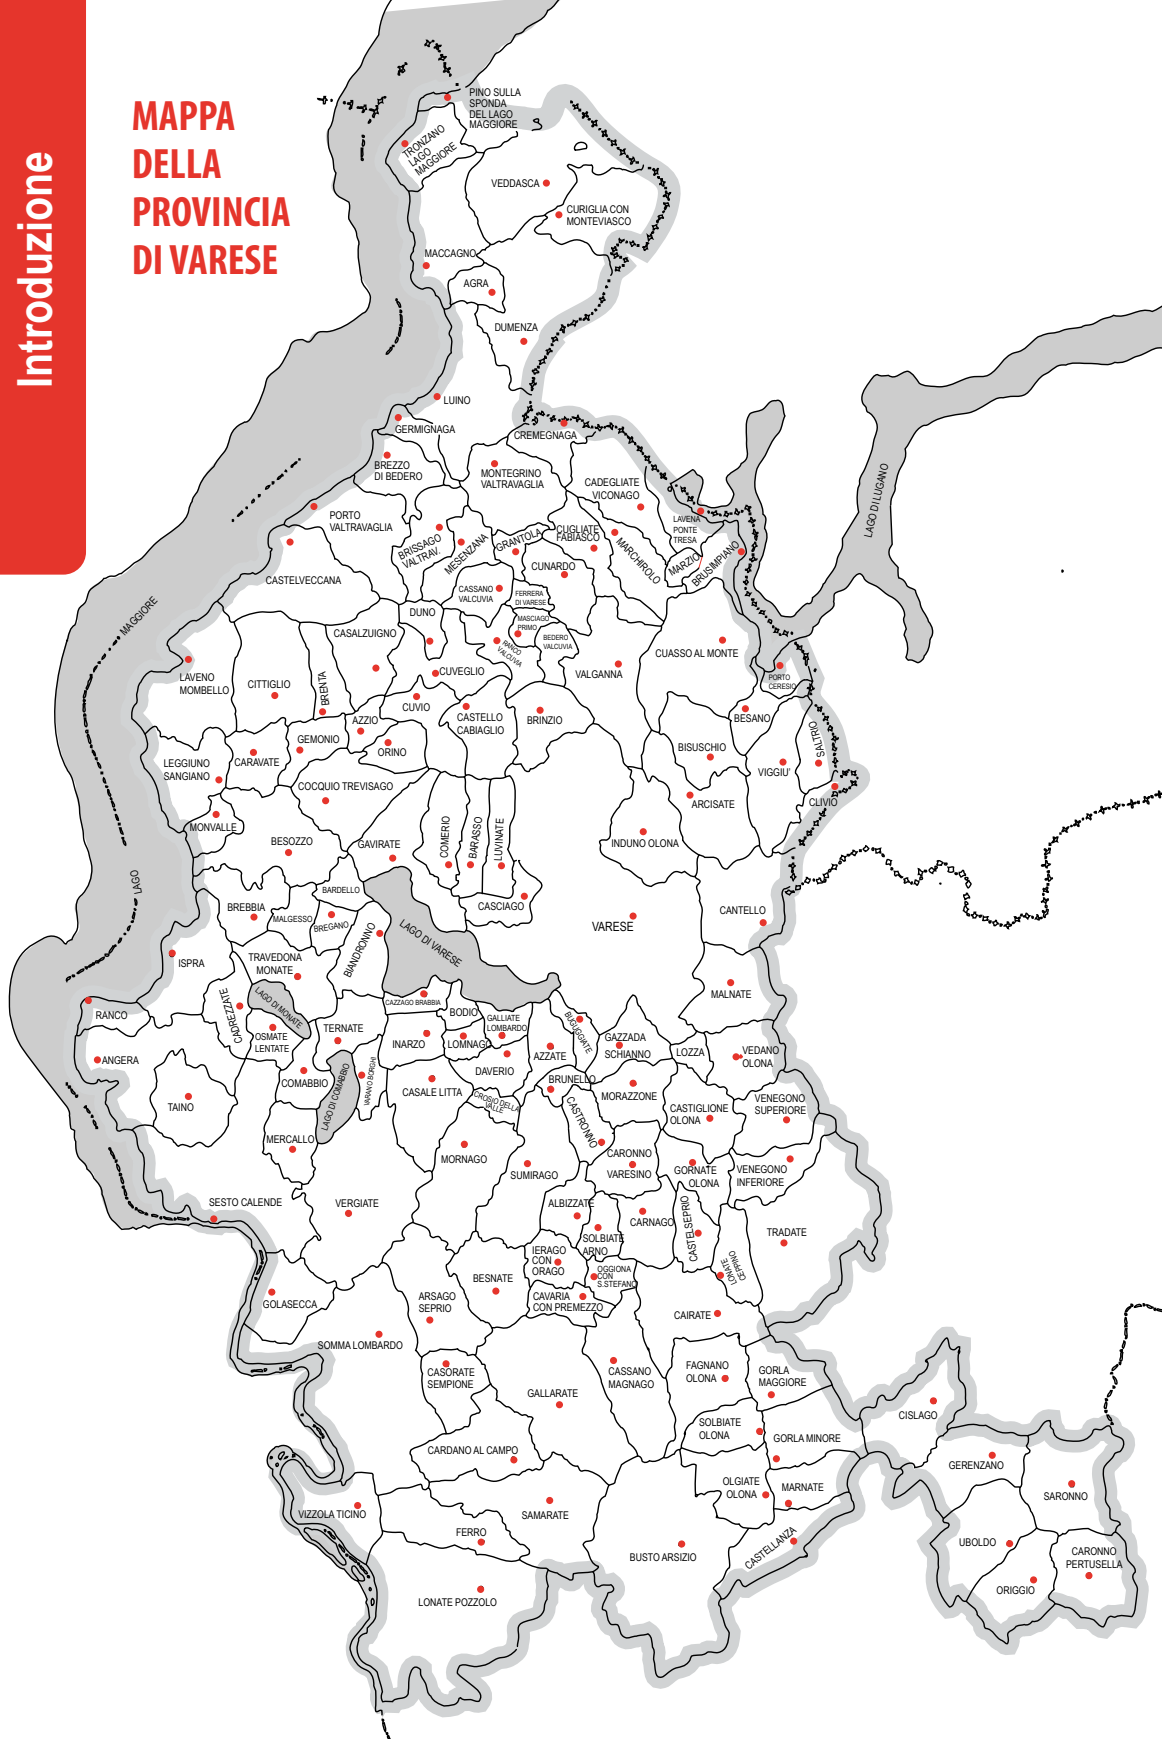 Introduzione
MAPPA
DELLA
PROVINCIA
DI VARESE
PINO SULLA
SPONDA
DEL LAGO
MAGGIORE
TRONZANO
LAGO
MAGGIORE
VEDDASCA
CURIGLIA CON
MONTEVIASCO
MACCAGNO
AGRA
DUMENZA
LUINO
GERMIGNAGA
CREMEGNAGA
BREZZO
DI BEDERO
MONTEGRINO
VALTRAVAGLIA
CADEGLIATE
VICONAGO
LAGO DI LUGANO
PORTO
VALTRAVAGLIA
BRISSAGO
VALTRAV.
MESENZANA
GRANTOLA
CUGLIATE
FABIASCO
MARCHIROLO
LAVENA
PONTE
TRESA
MARZIO
BRUSIMPIANO
CASTELVECCANA
CUNARDO
CASSANO
VALCUVIA
FERRERA
DI VARESE
MAGGIORE
DUNO
MASCIAGO
PRIMO
CASALZUIGNO
RANCO
VALCUVIA
BEDERO
VALCUVIA
CUASSO AL MONTE
VALGANNA
PORTO
CERESIO
LAVENO
MOMBELLO
CITTIGLIO
BRENTA
CUVEGLIO
CUVIO
AZZIO
CASTELLO
CABIAGLIO
BRINZIO
BESANO
SALTRIO
GEMONIO
ORINO
BISUSCHIO
VIGGIU'
LEGGIUNO
SANGIANO
CARAVATE
COCQUIO TREVISAGO
ARCISATE
CLIVIO
MONVALLE
BESOZZO
GAVIRATE
COMERIO
BARASSO
LUVINATE
INDUNO OLONA
LAGO
BARDELLO
CASCIAGO
BREBBIA
MALGESSO
BREGANO
BIANDRONNO
LAGO DI VARESE
VARESE
CANTELLO
ISPRA
TRAVEDONA
MONATE
LAGO DI MONATE
CADREZZATE
CAZZAGO BRABBIA
MALNATE
RANCO
OSMATE
LENTATE
TERNATE
INARZO
BODIO
LOMNAGO
GALLIATE
LOMBARDO
BUGUGGIATE
GAZZADA
SCHIANNO
LOZZA
VEDANO
OLONA
ANGERA
COMABBIO
LAGO DI COMABBIO
VARANO BORGHI
DAVERIO
AZZATE
BRUNELLO
CASALE LITTA
CROSIO DELLA
VALLE
MORAZZONE
TAINO
CASTRONNO
CASTIGLIONE
OLONA
VENEGONO
SUPERIORE
MERCALLO
MORNAGO
SUMIRAGO
CARONNO
VARESINO
GORNATE
OLONA
VENEGONO
INFERIORE
SESTO CALENDE
VERGIATE
ALBIZZATE
SOLBIATE
ARNO
CARNAGO
CASTELSEPRIO
TRADATE
IERAGO
CON
ORAGO
OGGIONA
CON
S.STEFANO
LONATE
CEPPINO
GOLASECCA
ARSAGO
SEPRIO
BESNATE
CAVARIA
CON PREMEZZO
CAIRATE
SOMMA LOMBARDO
CASORATE
SEMPIONE
GALLARATE
CASSANO
MAGNAGO
FAGNANO
OLONA
GORLA
MAGGIORE
CISLAGO
CARDANO AL CAMPO
SOLBIATE
OLONA
GORLA MINORE
GERENZANO
SARONNO
VIZZOLA TICINO
SAMARATE
OLGIATE
OLONA
MARNATE
FERRO
BUSTO ARSIZIO
CASTELLANZA
UBOLDO
CARONNO
PERTUSELLA
ORIGGIO
LONATE POZZOLO